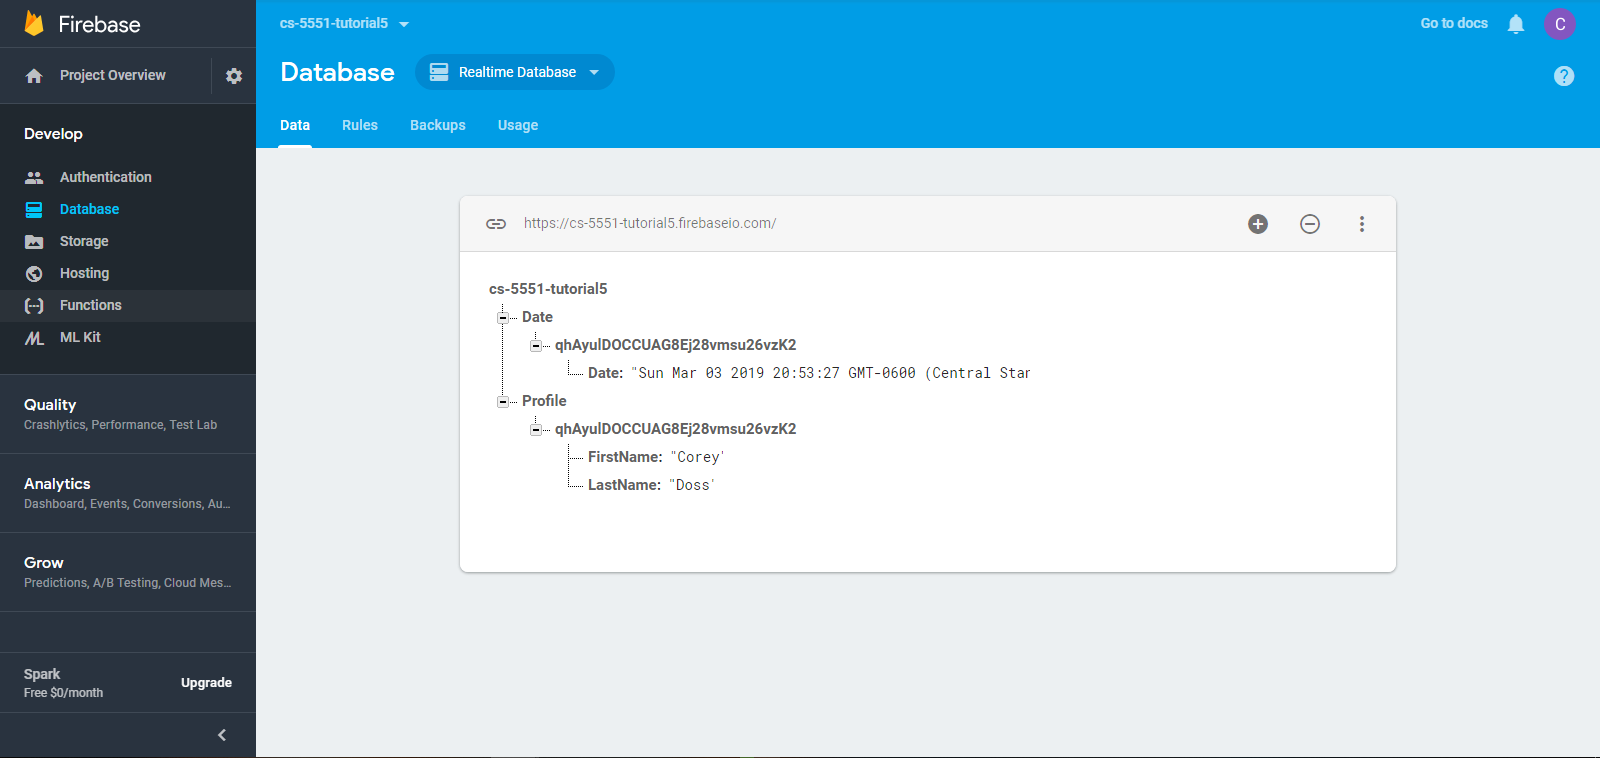 Firebase
Project Overview
Develop
Authentication
Database
Storage
Hosting
Functions
ML Kit
Quality
Crashlytics, Performance, Test Lab
Analytics
Dashboard, Events, Conversions, Au...
Grow
Predictions, A/B Testing, Cloud Mes...
Spark
Free $0/month
Upgrade
cs-5551-tutorial5
Go to docs
C
Database
Realtime Database
?
Data Rules Backups Usage
https://cs-5551-tutorial5.firebaseio.com/
cs-5551-tutorial5
Date
qhAyulDOCCUAG8Ej28vmsu26vzK2
Date: "Sun Mar 03 2019 20:53:27 GMT-0600 (Central Star
Profile
qhAyulDOCCUAG8Ej28vmsu26vzK2
FirstName: "Corey"
LastName: "Doss"